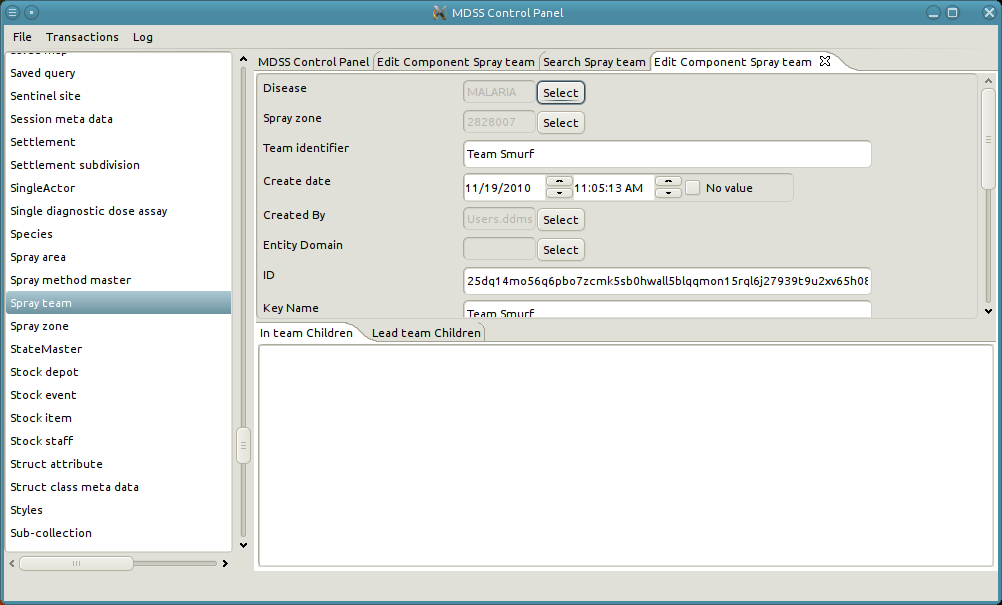 MDSS Control Panel
File Transactions Log
Saved map
Saved query
Sentinel site
Session meta data
Settlement
Settlement subdivision
SingleActor
Single diagnostic dose assay
Species
Spray area
Spray method master
Spray team
Spray zone
StateMaster
Stock depot
Stock event
Stock item
Stock staff
Struct attribute
Struct class meta data
Styles
Sub-collection
MDSS Control Panel Edit Component Spray team Search Spray team Edit Component Spray team
Disease MALARIA Select
Spray zone 2828007 Select
Team identifier Team Smurf
Create date 11/19/2010 11:05:13 AM No value
Created By Users.ddms Select
Entity Domain Select
ID 25dq14mo56q6pbo7zcmk5sb0hwall5blqqmon15rql6j27939t9u2xv65h08
Key Name Team Smurf
In team Children Lead team Children